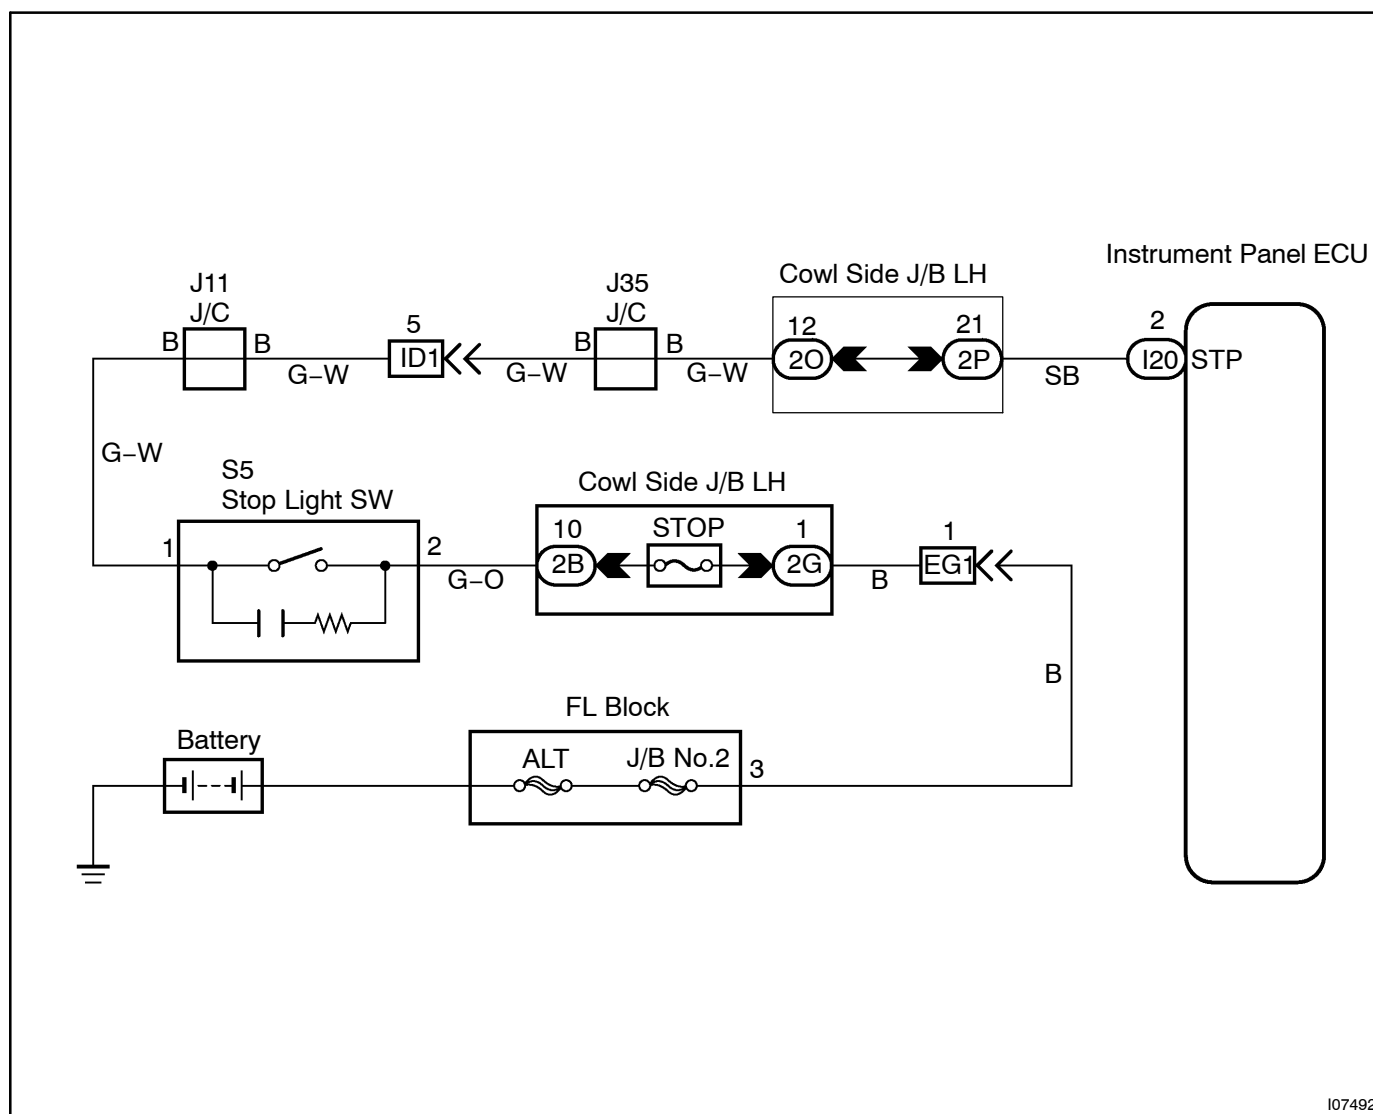 Instrument Panel ECU
Cowl Side J/B LH
J11
J/C
J35
J/C
B
B
G–W
5
ID1
G–W
B
B
G–W
12
2O
21
2P
SB
2
I20
STP
G–W
S5
Stop Light SW
1
2
G–O
Cowl Side J/B LH
10
2B
STOP
1
2G
B
1
EG1
B
FL Block
Battery
ALT
J/B No.2
3
I07492